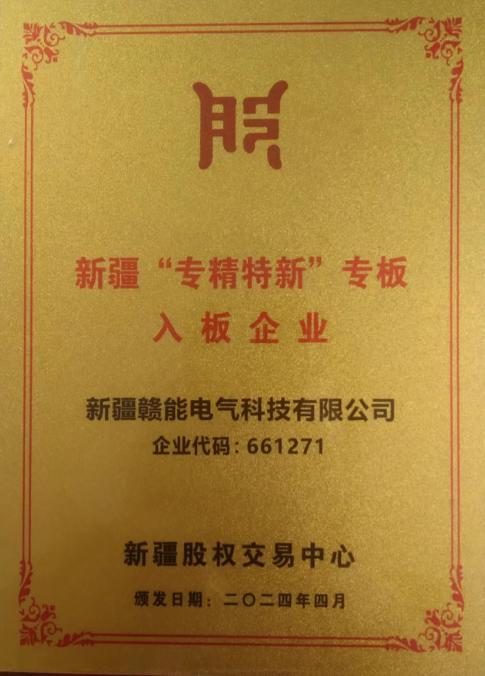 新疆“专精特新”专板
入板企业
新疆赣能电气科技有限公司
企业代码：661271
新疆股权交易中心
颁发日期：二〇二四年四月